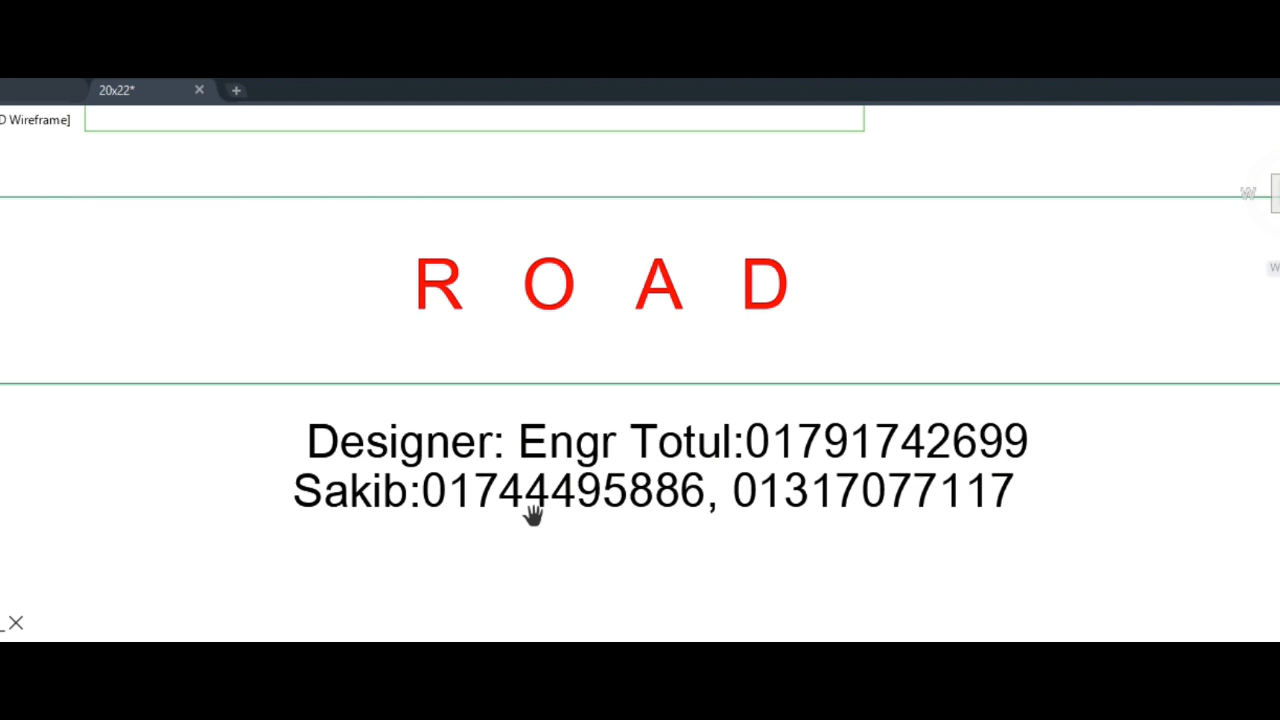 20x22*
D Wireframe]
W
W
R O A D
Designer: Engr Totul:01791742699
Sakib:01744495886, 01317077117